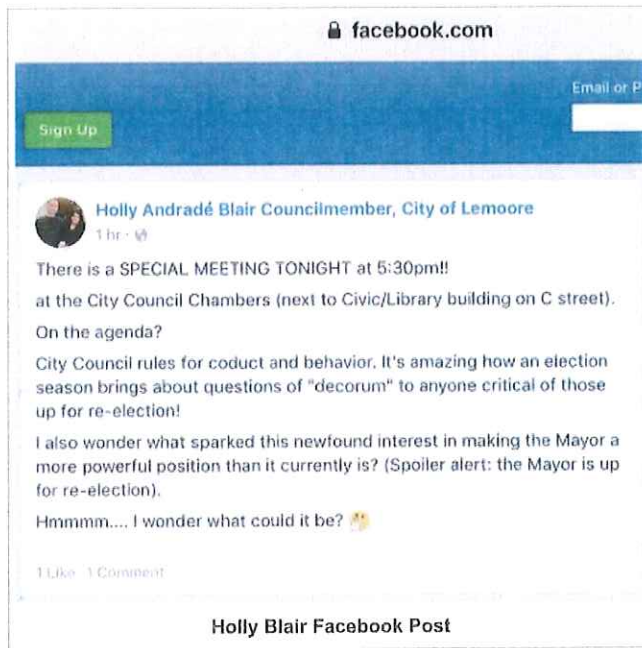 facebook.com
Email or P
Sign Up
Holly Andradé Blair Councilmember, City of Lemoore
1 hr ·
There is a SPECIAL MEETING TONIGHT at 5:30pm!!
at the City Council Chambers (next to Civic/Library building on C street).
On the agenda?
City Council rules for coduct and behavior. It's amazing how an election
season brings about questions of "decorum" to anyone critical of those
up for re-election!
I also wonder what sparked this newfound interest in making the Mayor a
more powerful position than it currently is? (Spoiler alert: the Mayor is up
for re-election).
Hmmmm.... I wonder what could it be? 🤔
1 Like · 1 Comment
Holly Blair Facebook Post